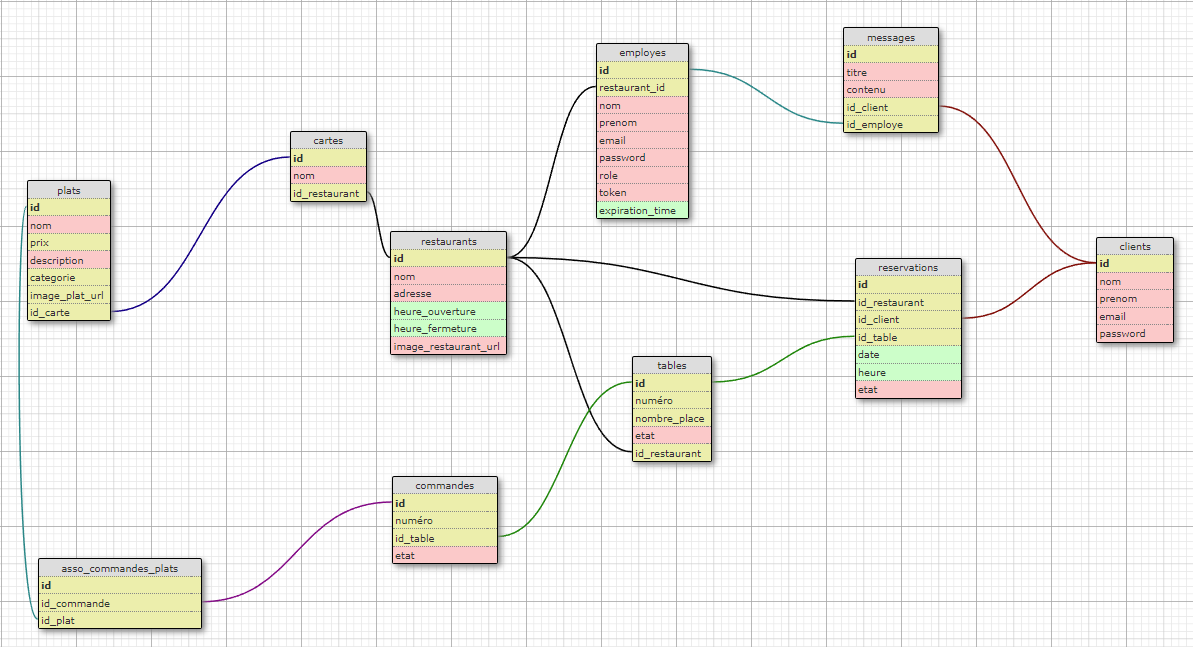 messages
id
titre
contenu
id_client
id_employe
employes
id
restaurant_id
nom
prenom
email
password
role
token
expiration_time
cartes
id
nom
id_restaurant
plats
id
nom
prix
description
categorie
image_plat_url
id_carte
restaurants
id
nom
adresse
heure_ouverture
heure_fermeture
image_restaurant_url
clients
id
nom
prenom
email
password
reservations
id
id_restaurant
id_client
id_table
date
heure
etat
tables
id
numéro
nombre_place
etat
id_restaurant
commandes
id
numéro
id_table
etat
asso_commandes_plats
id
id_commande
id_plat